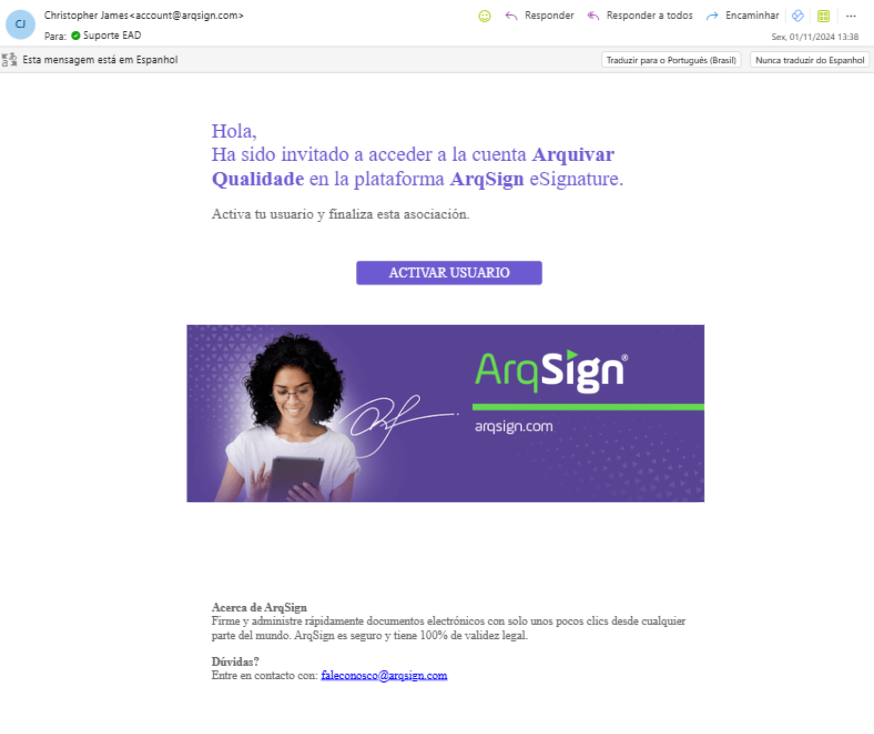 CJ
Christopher James<account@arqsign.com>
Responder
Responder a todos
Encaminhar
Para: Suporte EAD
Sex, 01/11/2024 13:38
Esta mensagem está em Espanhol
Traduzir para o Português (Brasil)
Nunca traduzir do Espanhol
Hola,
Ha sido invitado a acceder a la cuenta Arquivar
Qualidade en la plataforma ArqSign eSignature.
Activa tu usuario y finaliza esta asociación.
ACTIVAR USUARIO
ArqSign®
arqsign.com
Acerca de ArqSign
Firme y administre rápidamente documentos electrónicos con solo unos pocos clics desde cualquier
parte del mundo. ArqSign es seguro y tiene 100% de validez legal.
Dúvidas?
Entre en contacto con: faleconosco@arqsign.com